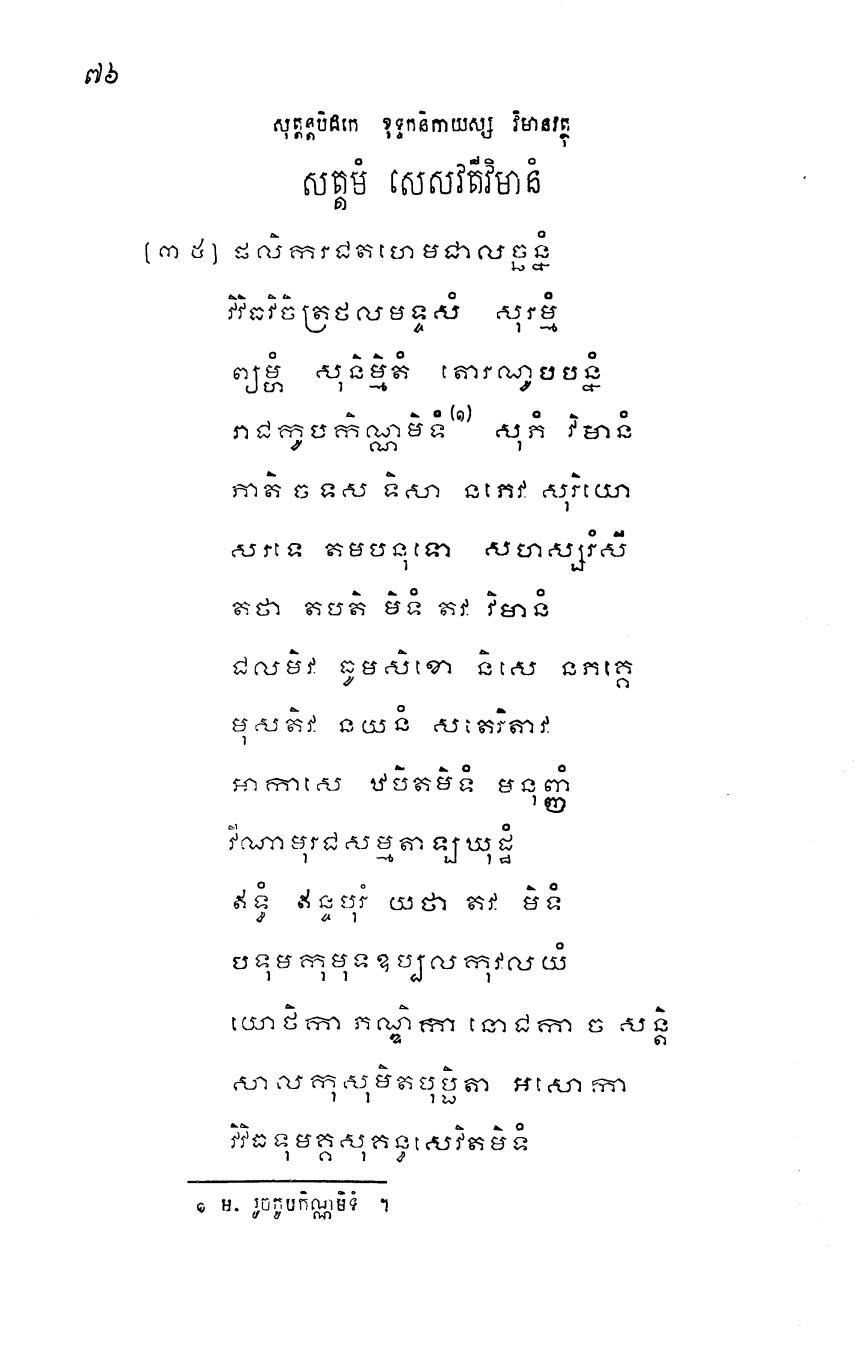 ៧៦
សុត្តន្តបិដកេ ខុទ្ទកនិកាយស្ស វិមានវត្ថុ
សត្តមំ សេសវតីវិមានំ
[៣៥] ផលិការជតហេមជាលច្ឆន្នំ
វិវិធវិចិត្រថលមទ្ទសំ សុរម្មំ
ព្យម្ហំ សុនិម្មិតំ តោរណូបបន្នំ
រាជកូបកិណ្ណមិទំ(១) សុភំ វិមានំ
ភាតិ ច ទស ទិសា នភេវ សុរិយោ
សរទេ តមបនុទោ សហស្សរំសី
តថា តបតិ មិទំ តវ វិមានំ
ជលមិវ ធូមសិខោ និសេ នភគ្គេ
មុសតិវ នយនំ សតេរិតាវ
អាកាសេ ឋបិតមិទំ មនុញ្ញំ
វីណាមុរជសម្មតាឡឃុដ្ឋំ
ឥទ្ធំ ឥន្ទបុរំ យថា តវ មិទំ
បទុមកុមុទឧប្បលកុវលយំ
យោថិកា ភណ្ឌិកា នោជកា ច សន្តិ
សាលកុសុមិតបុប្ផិតា អសោកា
វិវិធទុមគ្គសុគន្ធសេវិតមិទំ
១ ម. រូចកូបកិណ្ណមិទំ ។